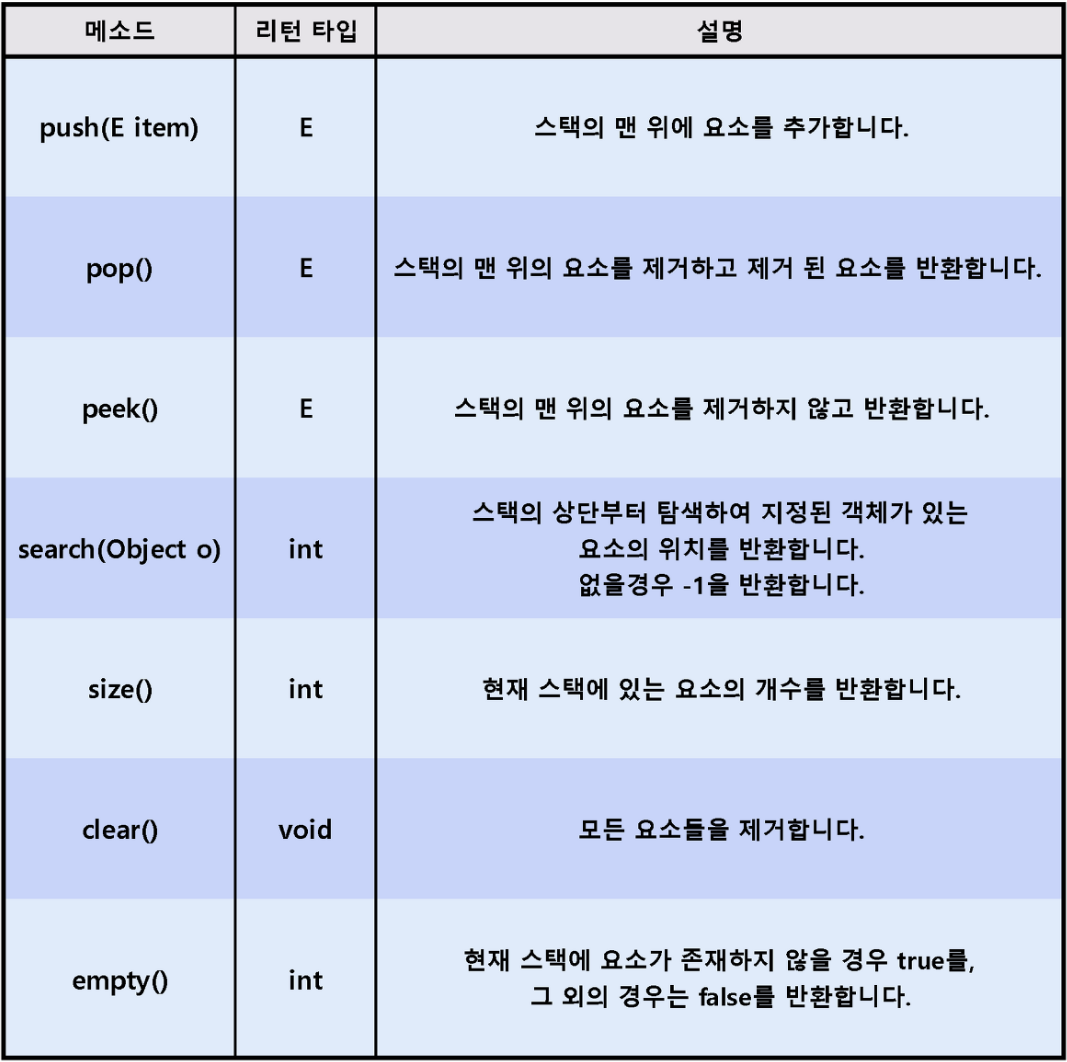 메소드 리턴 타입 설명
push(E item) E 스택의 맨 위에 요소를 추가합니다.
pop() E 스택의 맨 위의 요소를 제거하고 제거 된 요소를 반환합니다.
peek() E 스택의 맨 위의 요소를 제거하지 않고 반환합니다.
스택의 상단부터 탐색하여 지정된 객체가 있는
search(Object o) int 요소의 위치를 반환합니다.
없을경우 -1을 반환합니다.
size() int 현재 스택에 있는 요소의 개수를 반환합니다.
clear() void 모든 요소들을 제거합니다.
empty() int 현재 스택에 요소가 존재하지 않을 경우 true를,
그 외의 경우는 false를 반환합니다.